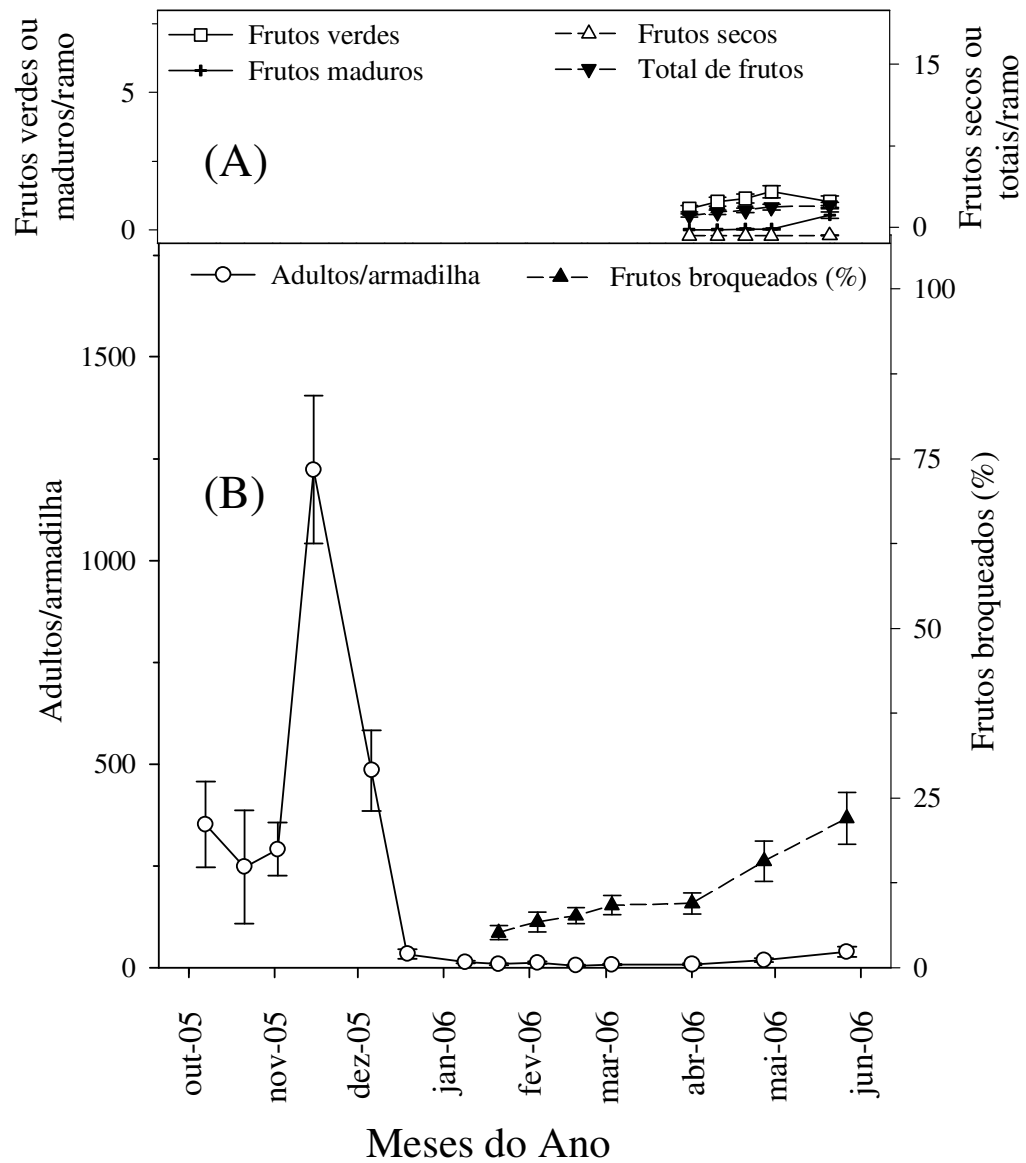 Frutos verdes ou
maduros/ramo
5
0
Frutos verdes
Frutos maduros
Frutos secos
Total de frutos
(A)
15
0
Frutos secos ou
totais/ramo
Adultos/armadilha
Frutos broqueados (%)
(B)
Adultos/armadilha
1500
1000
500
0
100
75
50
25
0
Frutos broqueados (%)
out-05
nov-05
dez-05
jan-06
fev-06
mar-06
abr-06
mai-06
jun-06
Meses do Ano